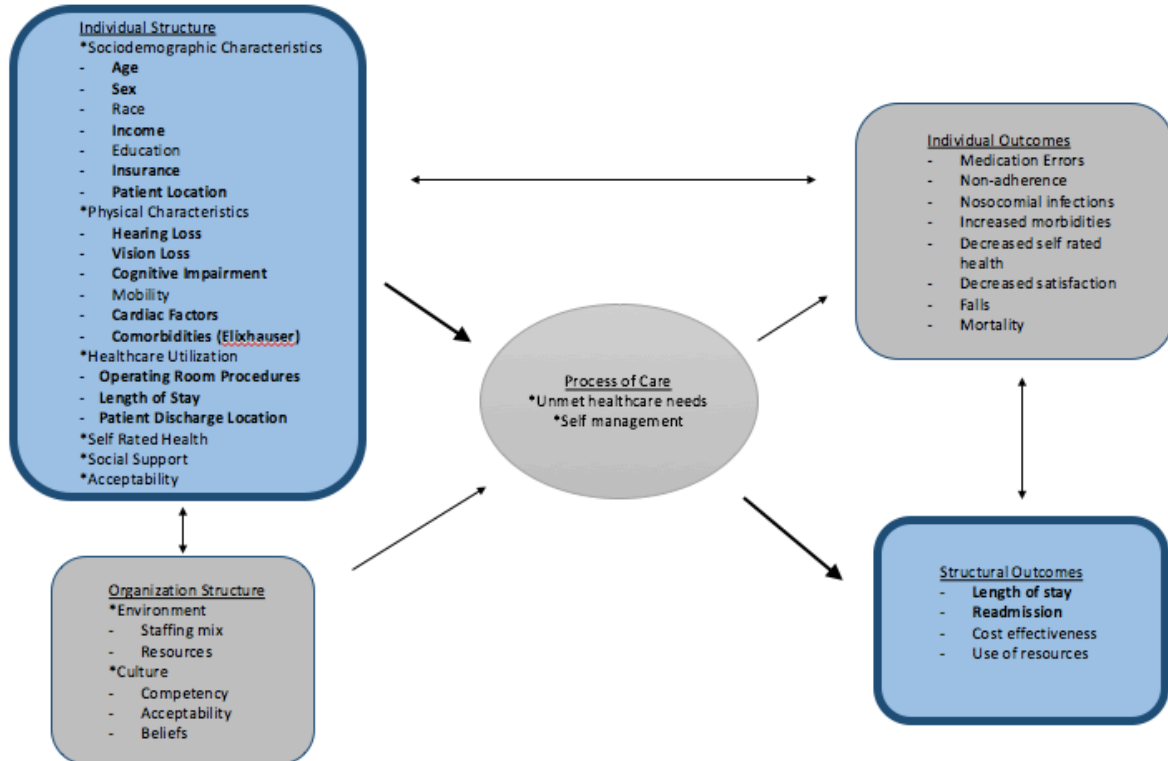 Individual Structure
*Sociodemographic Characteristics
- Age
- Sex
- Race
- Income
- Education
- Insurance
- Patient Location
*Physical Characteristics
- Hearing Loss
- Vision Loss
- Cognitive Impairment
- Mobility
- Cardiac Factors
- Comorbidities (Elixhauser)
*Healthcare Utilization
- Operating Room Procedures
- Length of Stay
- Patient Discharge Location
*Self Rated Health
*Social Support
*Acceptability
Organization Structure
*Environment
- Staffing mix
- Resources
*Culture
- Competency
- Acceptability
- Beliefs
Process of Care
*Unmet healthcare needs
*Self management
Individual Outcomes
- Medication Errors
- Non-adherence
- Nosocomial infections
- Increased morbidities
- Decreased self rated
health
- Decreased satisfaction
- Falls
- Mortality
Structural Outcomes
- Length of stay
- Readmission
- Cost effectiveness
- Use of resources